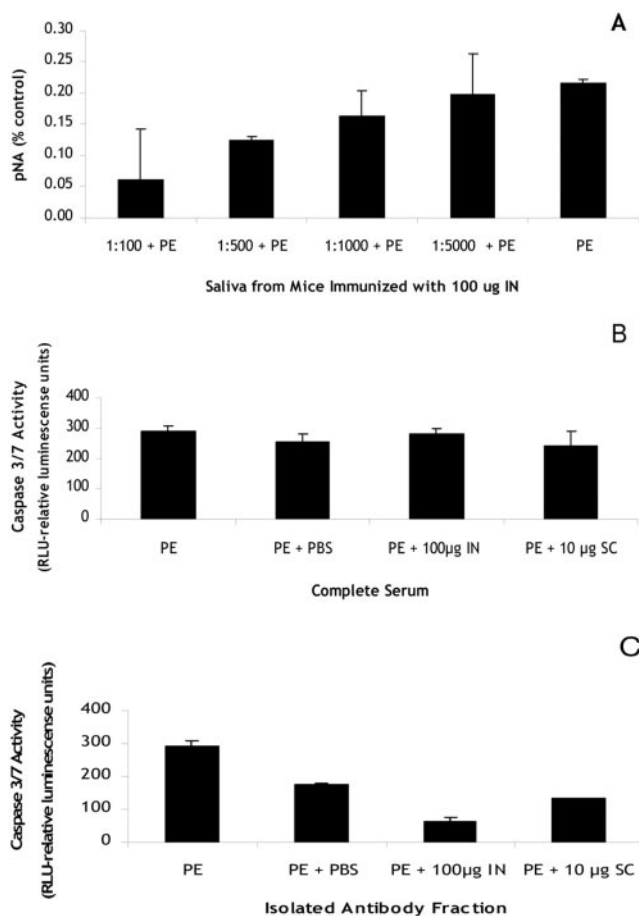 A
pNA (% control)
0.30
0.25
0.20
0.15
0.10
0.05
0.00
1:100 + PE 1:500 + PE 1:1000 + PE 1:5000 + PE PE
Saliva from Mice Immunized with 100 ug IN
B
Caspase 3/7 Activity
(RLU-relative luminescense units)
400
300
200
100
0
PE PE + PBS PE + 100µg IN PE + 10 µg SC
Complete Serum
C
Caspase 3/7 Activity
(RLU-relative luminescense units)
400
300
200
100
0
PE PE + PBS PE + 100µg IN PE + 10 µg SC
Isolated Antibody Fraction